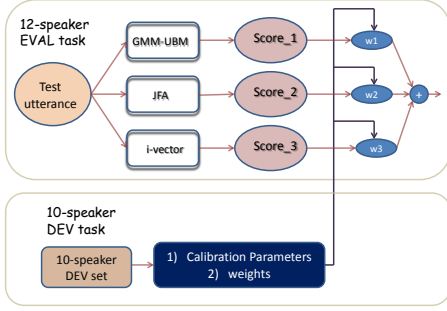 12-speaker
EVAL task
Test
utterance
GMM-UBM
Score_1
w1
JFA
Score_2
w2
+
i-vector
Score_3
w3
10-speaker
DEV task
10-speaker
DEV set
1) Calibration Parameters
2) weights